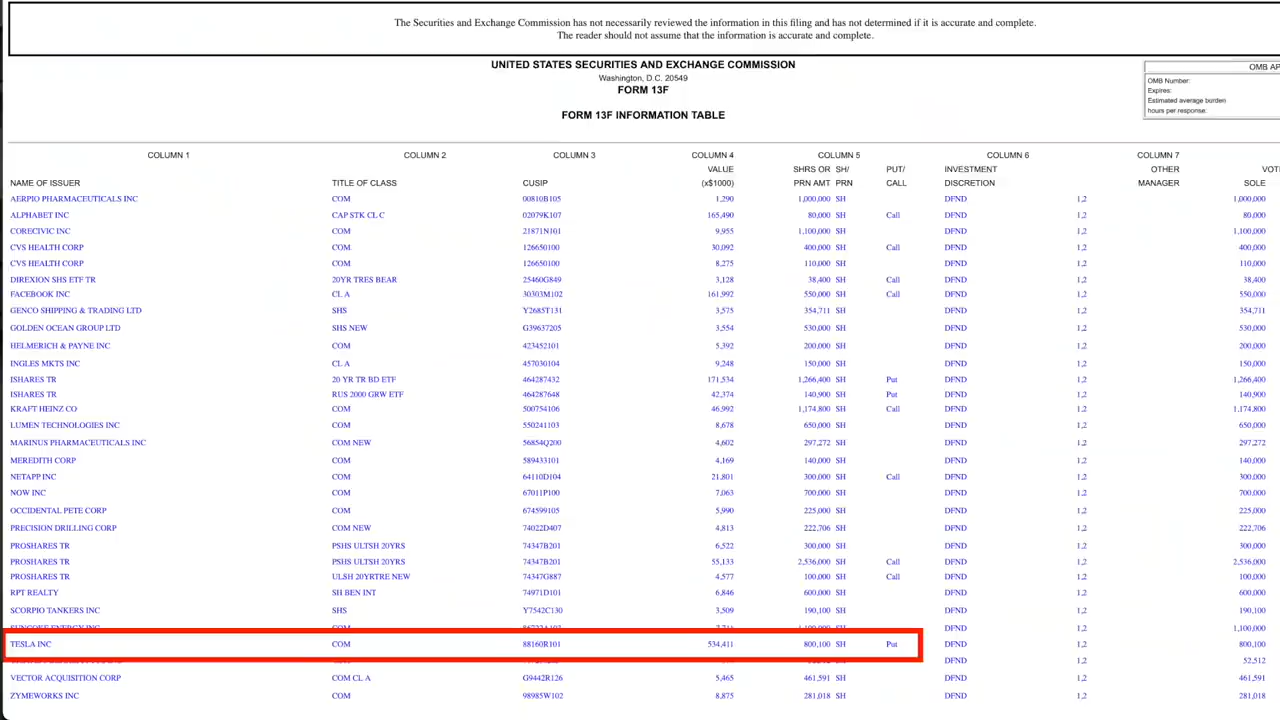 The Securities and Exchange Commission has not necessarily reviewed the information in this filing and has not determined if it is accurate and complete.
The reader should not assume that the information is accurate and complete.
UNITED STATES SECURITIES AND EXCHANGE COMMISSION
OMB AP
Washington, D.C. 20549
OMB Number:
FORM 13F
Expires:
Estimated average burden
hours per response:
FORM 13F INFORMATION TABLE
COLUMN 1 COLUMN 2 COLUMN 3 COLUMN 4 COLUMN 5 COLUMN 6 COLUMN 7
VALUE SHRS OR SH/ PUT/ INVESTMENT OTHER VOTI
NAME OF ISSUER TITLE OF CLASS CUSIP (x$1000) PRN AMT PRN CALL DISCRETION MANAGER SOLE
AERPIO PHARMACEUTICALS INC COM 00810B105 1,290 1,000,000 SH DFND 1,2 1,000,000
ALPHABET INC CAP STK CL C 02079K107 165,490 80,000 SH Call DFND 1,2 80,000
CORECIVIC INC COM 21871N101 9,955 1,100,000 SH DFND 1,2 1,100,000
CVS HEALTH CORP COM 126650100 30,092 400,000 SH Call DFND 1,2 400,000
CVS HEALTH CORP COM 126650100 8,275 110,000 SH DFND 1,2 110,000
DIREXION SHS ETF TR 20YR TRES BEAR 25460G849 3,128 38,400 SH Call DFND 1,2 38,400
FACEBOOK INC CL A 30303M102 161,992 550,000 SH Call DFND 1,2 550,000
GENCO SHIPPING & TRADING LTD SHS Y2685T131 3,575 354,711 SH DFND 1,2 354,711
GOLDEN OCEAN GROUP LTD SHS NEW G39637205 3,554 530,000 SH DFND 1,2 530,000
HELMERICH & PAYNE INC COM 423452101 5,392 200,000 SH DFND 1,2 200,000
INGLES MKTS INC CL A 457030104 9,248 150,000 SH DFND 1,2 150,000
ISHARES TR 20 YR TR BD ETF 464287432 171,534 1,266,400 SH Put DFND 1,2 1,266,400
ISHARES TR RUS 2000 GRW ETF 464287648 42,374 140,900 SH Put DFND 1,2 140,900
KRAFT HEINZ CO COM 500754106 46,992 1,174,800 SH Call DFND 1,2 1,174,800
LUMEN TECHNOLOGIES INC COM 550241103 8,678 650,000 SH DFND 1,2 650,000
MARINUS PHARMACEUTICALS INC COM NEW 56854Q200 4,602 297,272 SH DFND 1,2 297,272
MEREDITH CORP COM 589433101 4,169 140,000 SH DFND 1,2 140,000
NETAPP INC COM 64110D104 21,801 300,000 SH Call DFND 1,2 300,000
NOW INC COM 67011P100 7,063 700,000 SH DFND 1,2 700,000
OCCIDENTAL PETE CORP COM 674599105 5,990 225,000 SH DFND 1,2 225,000
PRECISION DRILLING CORP COM NEW 74022D407 4,813 222,706 SH DFND 1,2 222,706
PROSHARES TR PSHS ULTSH 20YRS 74347B201 6,522 300,000 SH DFND 1,2 300,000
PROSHARES TR PSHS ULTSH 20YRS 74347B201 55,133 2,536,000 SH Call DFND 1,2 2,536,000
PROSHARES TR ULSH 20YRTRE NEW 74347G887 4,577 100,000 SH Call DFND 1,2 100,000
RPT REALTY SH BEN INT 74971D101 6,846 600,000 SH DFND 1,2 600,000
SCORPIO TANKERS INC SHS Y7542C130 3,509 190,100 SH DFND 1,2 190,100
SUNCOKE ENERGY INC COM DFND 1,2 1,100,000
TESLA INC COM 88160R101 534,411 800,100 SH Put DFND 1,2 800,100
DFND 1,2 52,512
VECTOR ACQUISITION CORP COM CL A G9442R126 5,465 461,591 SH DFND 1,2 461,591
ZYMEWORKS INC COM 98985W102 8,875 281,018 SH DFND 1,2 281,018